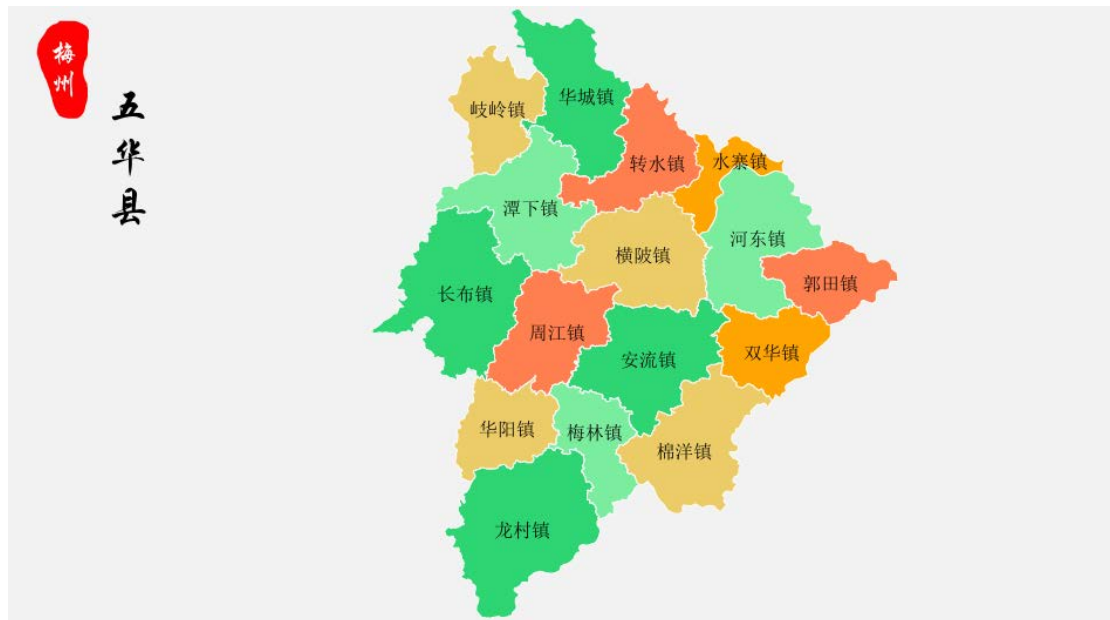 梅州
五华县
华城镇
岐岭镇
转水镇
水寨镇
潭下镇
河东镇
横陂镇
郭田镇
长布镇
周江镇
双华镇
安流镇
华阳镇
梅林镇
棉洋镇
龙村镇